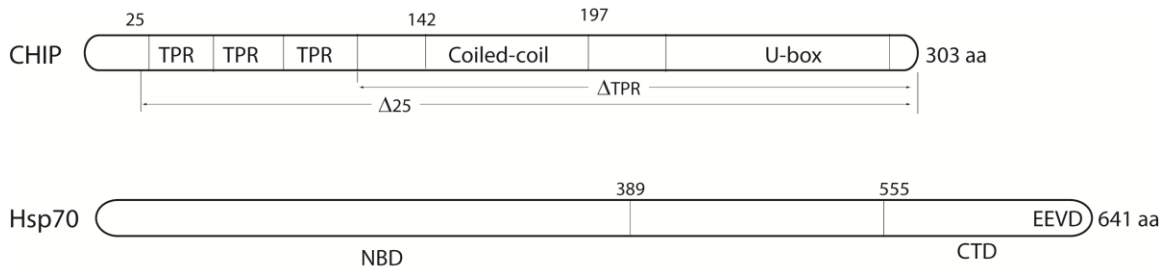 25 142 197
CHIP TPR TPR TPR Coiled-coil U-box 303 aa
ΔTPR
Δ25
389 555
Hsp70 EEVD 641 aa
NBD CTD